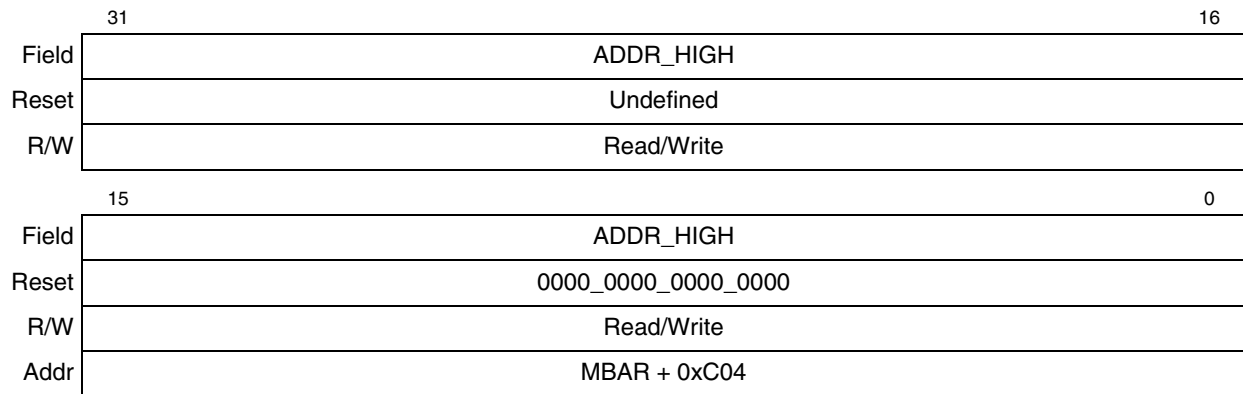 31 16
Field ADDR_HIGH
Reset Undefined
R/W Read/Write
15 0
Field ADDR_HIGH
Reset 0000_0000_0000_0000
R/W Read/Write
Addr MBAR + 0xC04